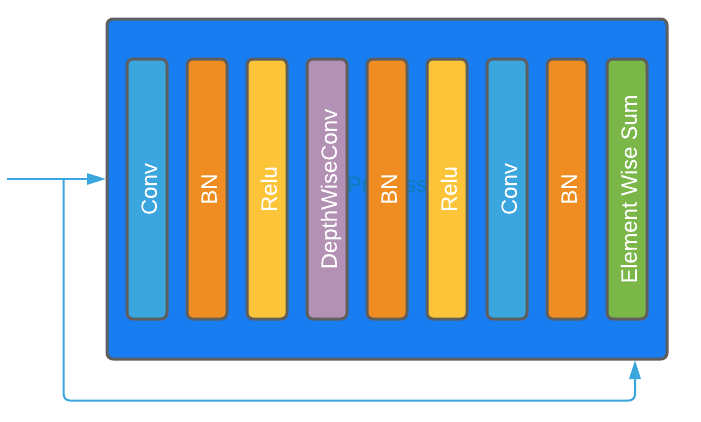 Conv
BN
Relu
DepthWiseConv
BN
Relu
Conv
BN
Element Wise Sum